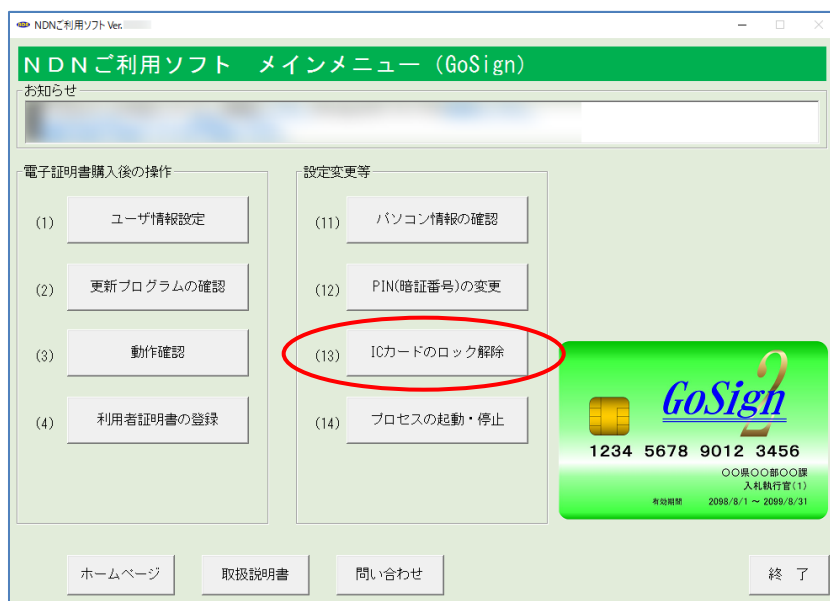 NDNご利用ソフト Ver.
NDNご利用ソフト メインメニュー (GoSign)
お知らせ
電子証明書購入後の操作
(1) ユーザ情報設定
(2) 更新プログラムの確認
(3) 動作確認
(4) 利用者証明書の登録
設定変更等
(11) パソコン情報の確認
(12) PIN(暗証番号)の変更
(13) ICカードのロック解除
(14) プロセスの起動・停止
GoSign2
1234 5678 9012 3456
○○県○○部○○課
入札執行官(1)
有効期間 2098/8/1 ~ 2099/8/31
ホームページ 取扱説明書 問い合わせ 終 了